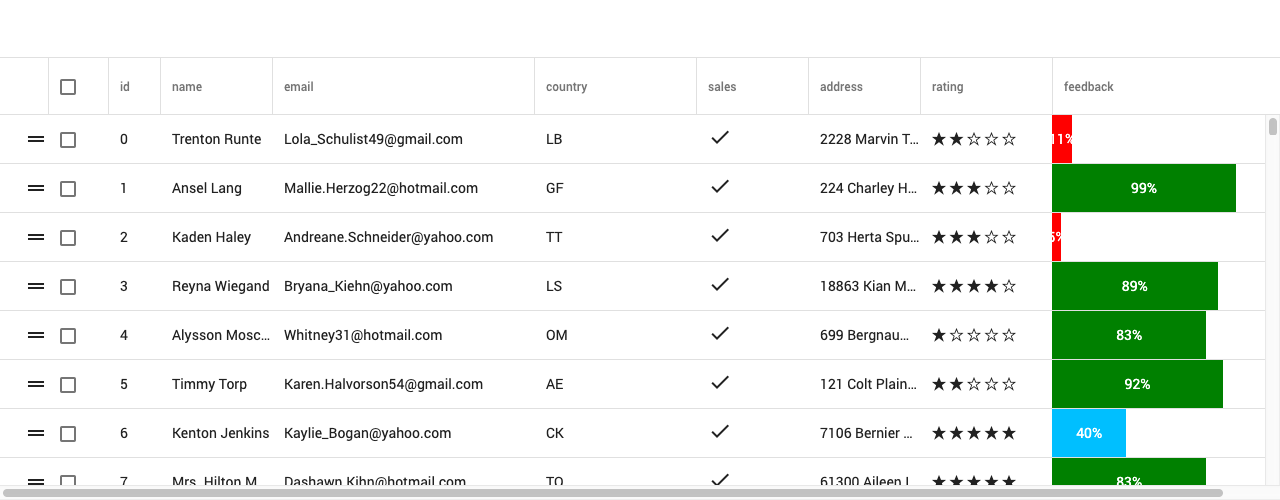 id name email country sales address rating feedback
0 Trenton Runte Lola_Schulist49@gmail.com LB 2228 Marvin T... 11%
1 Ansel Lang Mallie.Herzog22@hotmail.com GF 224 Charley H... 99%
2 Kaden Haley Andreane.Schneider@yahoo.com TT 703 Herta Spu... 5%
3 Reyna Wiegand Bryana_Kiehn@yahoo.com LS 18863 Kian M... 89%
4 Alysson Mosc... Whitney31@hotmail.com OM 699 Bergnau... 83%
5 Timmy Torp Karen.Halvorson54@gmail.com AE 121 Colt Plain... 92%
6 Kenton Jenkins Kaylie_Bogan@yahoo.com CK 7106 Bernier ... 40%
7 Mrs. Hilton M... Dashawn.Kihn@hotmail.com TO 61300 Aileen L... 83%